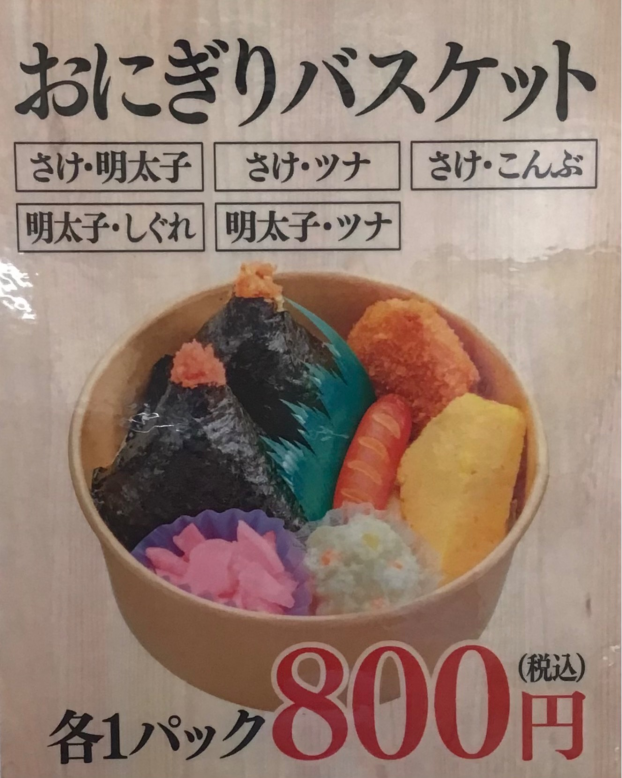 おにぎりバスケット
さけ・明太子 さけ・ツナ さけ・こんぶ
明太子・しぐれ 明太子・ツナ
各1パック800円(税込)